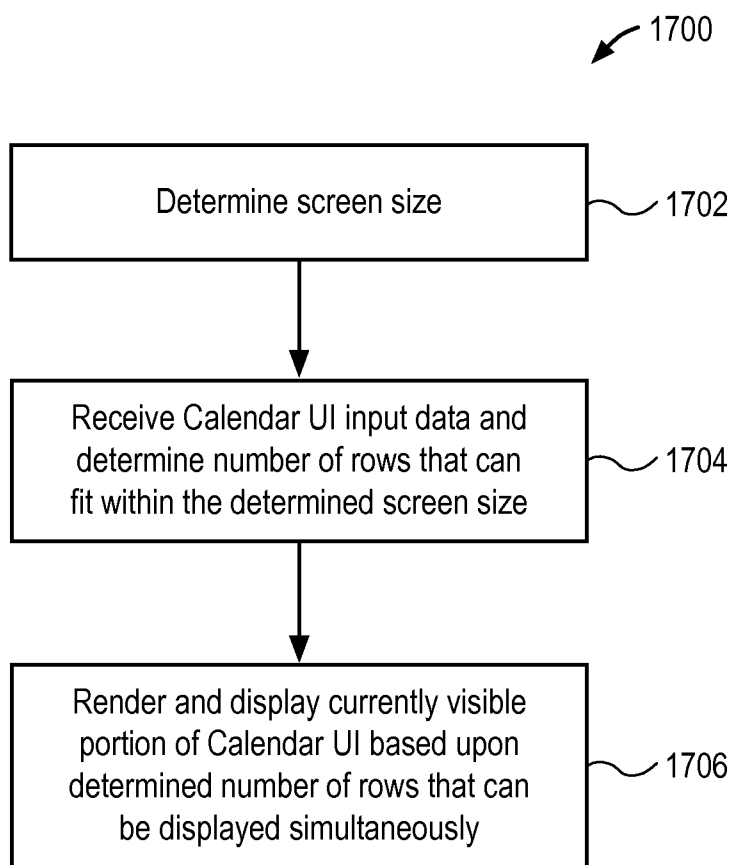 1700
Determine screen size
1702
Receive Calendar UI input data and
determine number of rows that can
fit within the determined screen size
1704
Render and display currently visible
portion of Calendar UI based upon
determined number of rows that can
be displayed simultaneously
1706